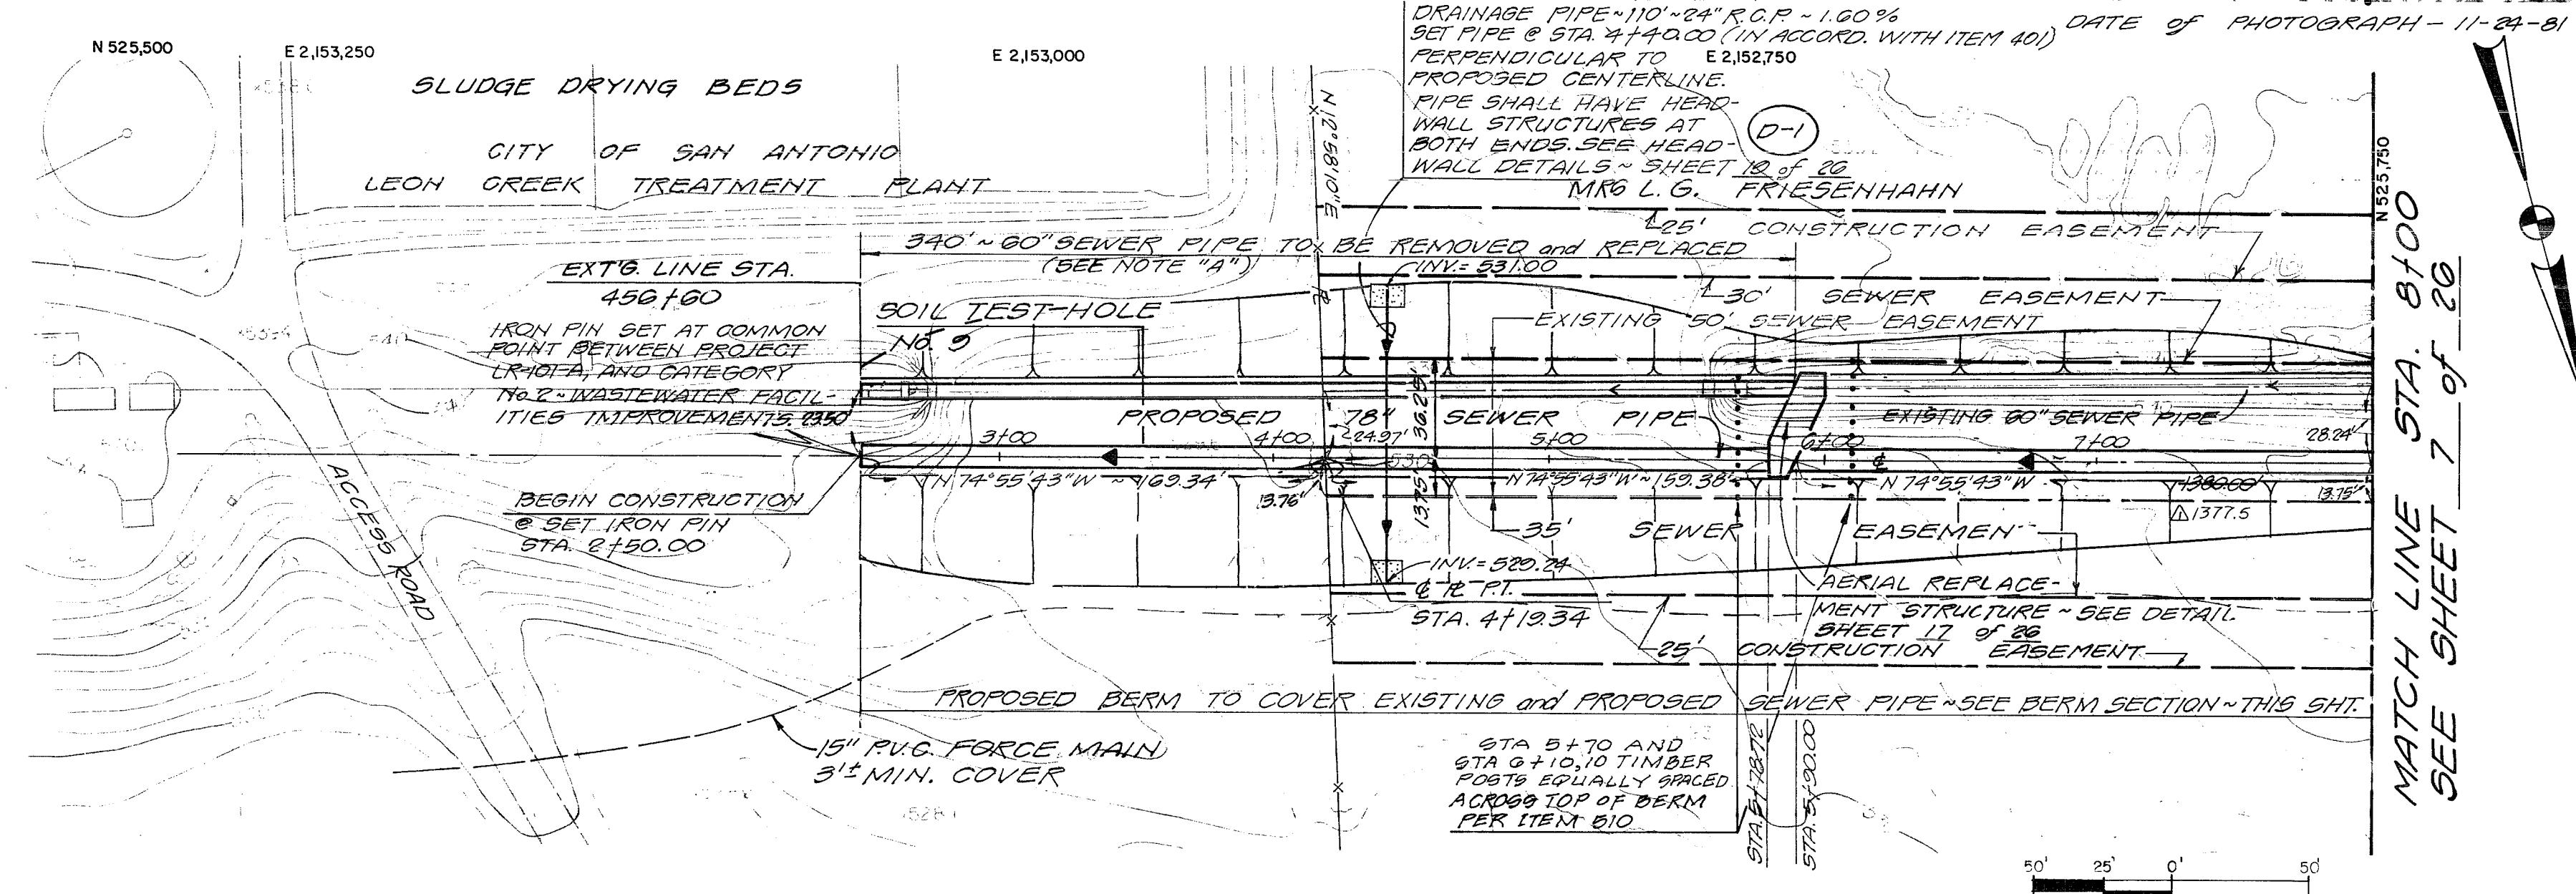 DRAINAGE PIPE~110'~24" R.C.P. ~ 1.60%
SET PIPE @ STA. 4+40.00 (IN ACCORD. WITH ITEM 401)
PERPENDICULAR TO
PROPOSED CENTERLINE.
PIPE SHALL HAVE HEAD-
WALL STRUCTURES AT
BOTH ENDS. SEE HEAD-
WALL DETAILS~ SHEET 18 of 26
D-1
DATE of PHOTOGRAPH - 11-24-81
N 525,500
E 2,153,250
E 2,153,000
E 2,152,750
N 525,750
SLUDGE DRYING BEDS
CITY OF SAN ANTONIO
LEON CREEK TREATMENT PLANT
N 12°58'10"E
MRS L. G. FRIESENHAHN
25' CONSTRUCTION EASEMENT
340'~60" SEWER PIPE TO BE REMOVED and REPLACED
(SEE NOTE "A")
INV.= 531.00
EXT'G. LINE STA.
456+60
SOIL TEST-HOLE
No. 9
30' SEWER EASEMENT
EXISTING 50' SEWER EASEMENT
IRON PIN SET AT COMMON
POINT BETWEEN PROJECT
LR-101-A, AND CATEGORY
No 2~WASTEWATER FACIL-
ITIES IMPROVEMENTS.
23.50'
PROPOSED 78" SEWER PIPE
EXISTING 60" SEWER PIPE
36.25'
13.75'
24.97'
28.24'
3+00
4+00
5+00
6+00
7+00
530
N 74°55'43"W ~ 169.34'
13.76'
N 74°55'43"W~159.38'
N 74°55'43"W
1380.00'
1377.5
13.75'
BEGIN CONSTRUCTION
@ SET IRON PIN
STA. 2+50.00
ACCESS ROAD
35' SEWER EASEMENT
INV.= 529.24
℄ ⅊ P.I.
STA. 4+19.34
AERIAL REPLACE-
MENT STRUCTURE ~ SEE DETAIL
SHEET 17 of 26
25' CONSTRUCTION EASEMENT
PROPOSED BERM TO COVER EXISTING and PROPOSED SEWER PIPE~SEE BERM SECTION~THIS SHT.
15" P.V.C. FORCE MAIN
3'± MIN. COVER
STA 5+70 AND
STA 6+10, 10 TIMBER
POSTS EQUALLY SPACED
ACROSS TOP OF BERM
PER ITEM 510
STA. 5+78.72
STA. 5+90.00
528
MATCH LINE STA. 8+00
SEE SHEET 7 of 26
50' 25' 0' 50'